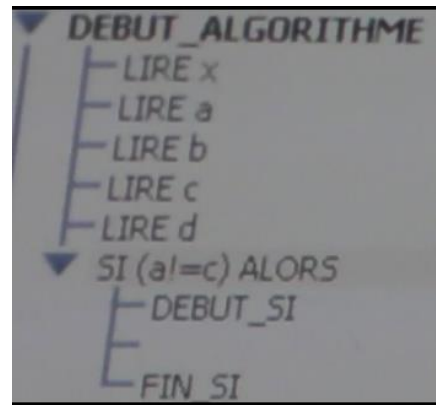 DEBUT_ALGORITHME
LIRE x
LIRE a
LIRE b
LIRE c
LIRE d
SI (a!=c) ALORS
DEBUT_SI
FIN_SI